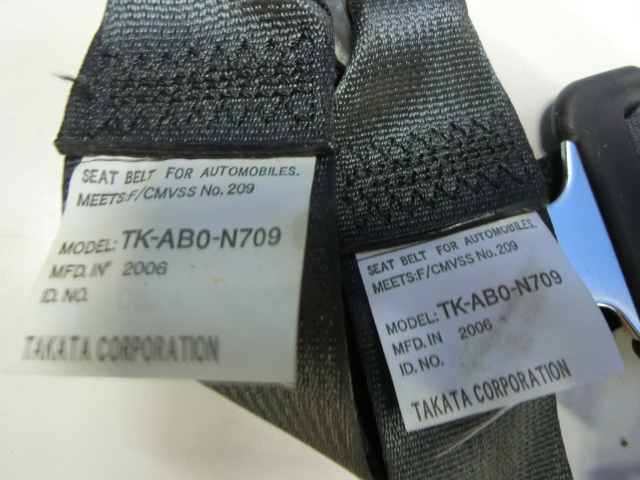 SEAT BELT FOR AUTOMOBILES.
MEETS:F/CMVSS No. 209
MODEL: TK-AB0-N709
MFD. IN 2006
ID. NO.
TAKATA CORPORATION
SEAT BELT FOR AUTOMOBILES.
MEETS:F/CMVSS No. 209
MODEL: TK-AB0-N709
MFD. IN 2006
ID. NO.
TAKATA CORPORATION